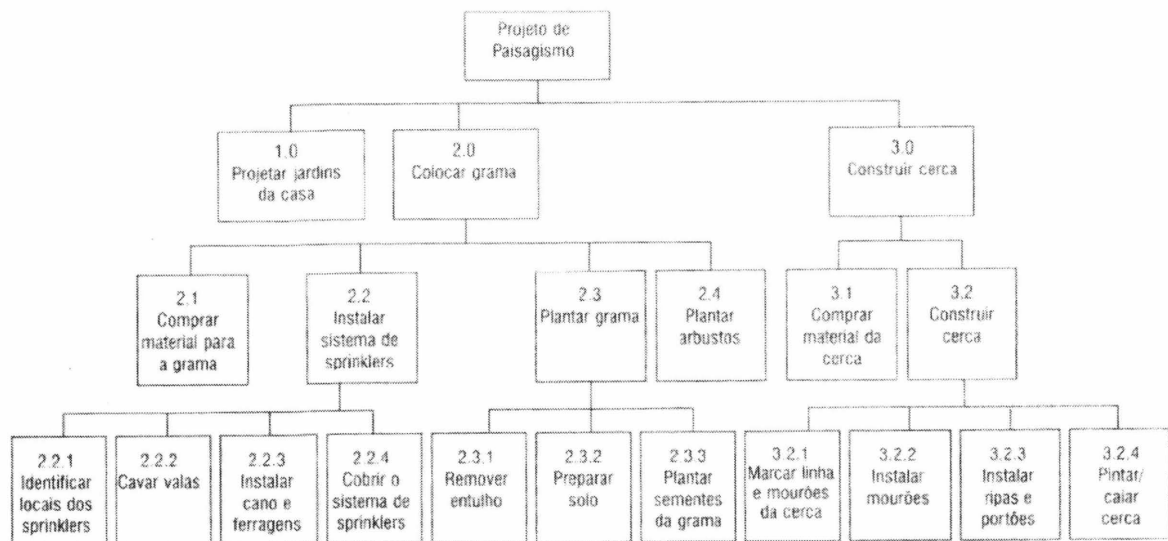 Projeto de
Paisagismo
1.0
Projetar jardins
da casa
2.0
Colocar grama
3.0
Construir cerca
2.1
Comprar
material para
a grama
2.2
Instalar
sistema de
sprinklers
2.3
Plantar grama
2.4
Plantar
arbustos
3.1
Comprar
material da
cerca
3.2
Construir
cerca
2.2.1
Identificar
locais dos
sprinklers
2.2.2
Cavar valas
2.2.3
Instalar
cano e
ferragens
2.2.4
Cobrir o
sistema de
sprinklers
2.3.1
Remover
entulho
2.3.2
Preparar
solo
2.3.3
Plantar
sementes
da grama
3.2.1
Marcar linha
e mourões
da cerca
3.2.2
Instalar
mourões
3.2.3
Instalar
ripas e
portões
3.2.4
Pintar/
caiar
cerca